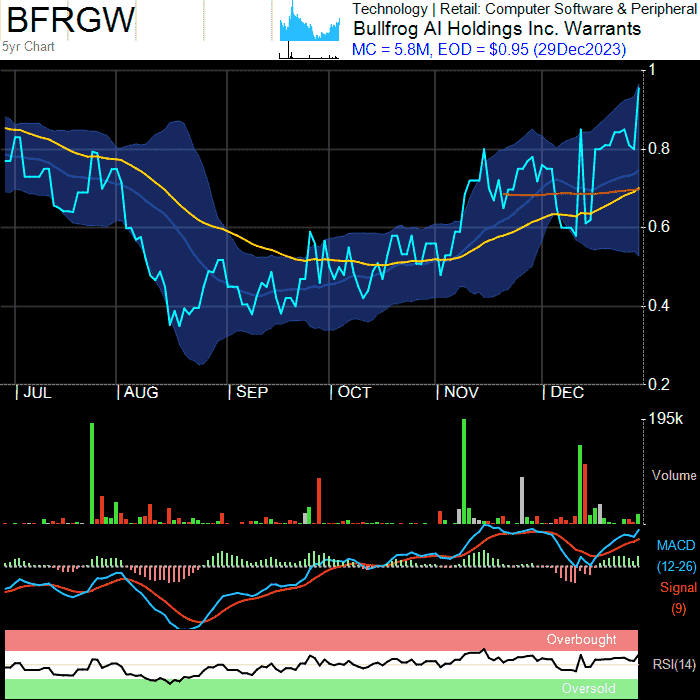 BFRGW
5yr Chart
Technology | Retail: Computer Software & Peripheral
Bullfrog AI Holdings Inc. Warrants
MC = 5.8M, EOD = $0.95 (29Dec2023)
1
0.8
0.6
0.4
0.2
JUL
AUG
SEP
OCT
NOV
DEC
195k
Volume
MACD
(12-26)
Signal
(9)
Overbought
RSI(14)
Oversold